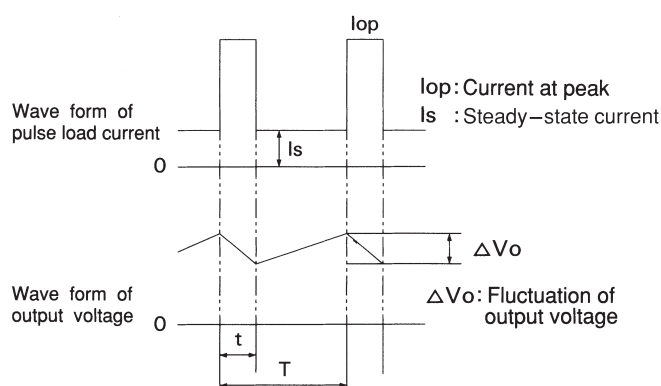 Iop
Iop: Current at peak
Is : Steady-state current
Wave form of
pulse load current
Is
0
△Vo
Wave form of
output voltage
0
△Vo: Fluctuation of
output voltage
t
T